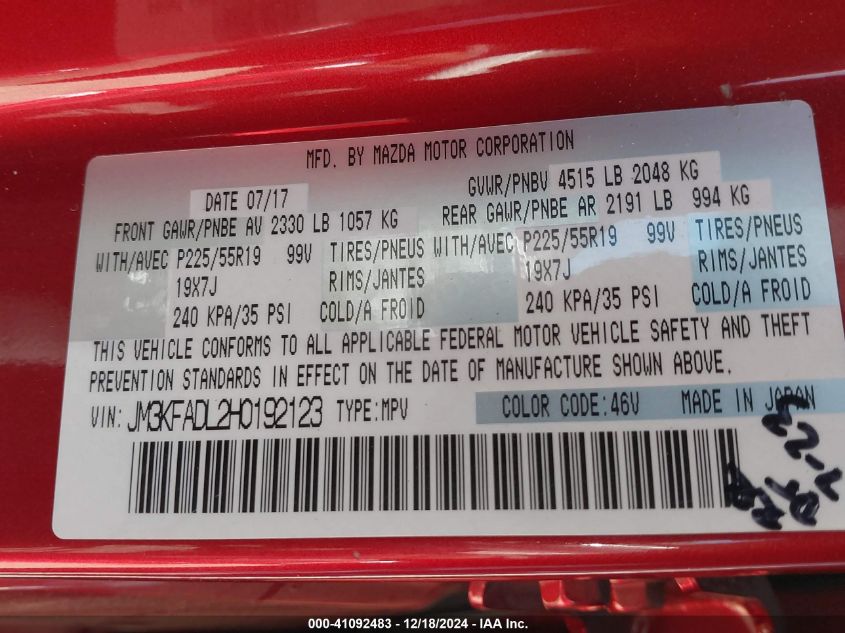 MFD. BY MAZDA MOTOR CORPORATION
DATE 07/17 GVWR/PNBV 4515 LB 2048 KG
FRONT GAWR/PNBE AV 2330 LB 1057 KG REAR GAWR/PNBE AR 2191 LB 994 KG
WITH/AVEC P225/55R19 99V TIRES/PNEUS WITH/AVEC P225/55R19 99V TIRES/PNEUS
19X7J RIMS/JANTES 19X7J RIMS/JANTES
240 KPA/35 PSI COLD/A FROID 240 KPA/35 PSI COLD/A FROID
THIS VEHICLE CONFORMS TO ALL APPLICABLE FEDERAL MOTOR VEHICLE SAFETY AND THEFT
PREVENTION STANDARDS IN EFFECT ON THE DATE OF MANUFACTURE SHOWN ABOVE.
VIN: JM3KFADL2H0192123 TYPE:MPV COLOR CODE:46V MADE IN JAPAN
000-41092483 - 12/18/2024 - IAA Inc.